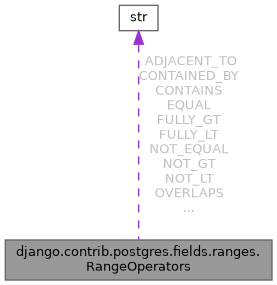 str
ADJACENT_TO
CONTAINED_BY
CONTAINS
EQUAL
FULLY_GT
FULLY_LT
NOT_EQUAL
NOT_GT
NOT_LT
OVERLAPS
...
django.contrib.postgres.fields.ranges.
RangeOperators